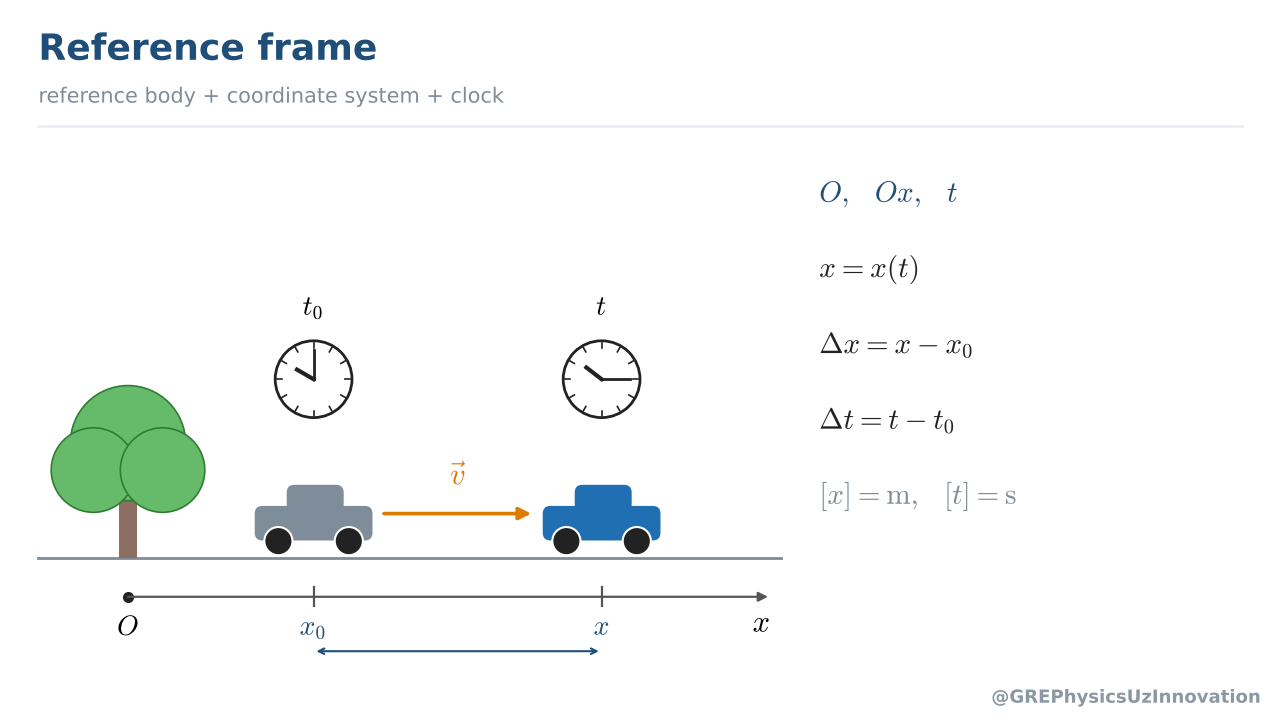 Reference frame
reference body + coordinate system + clock
O, Ox, t
x = x(t)
Δx = x − x₀
Δt = t − t₀
[x] = m, [t] = s
t₀ t
v⃗
O x₀ x x
@GREPhysicsUzInnovation